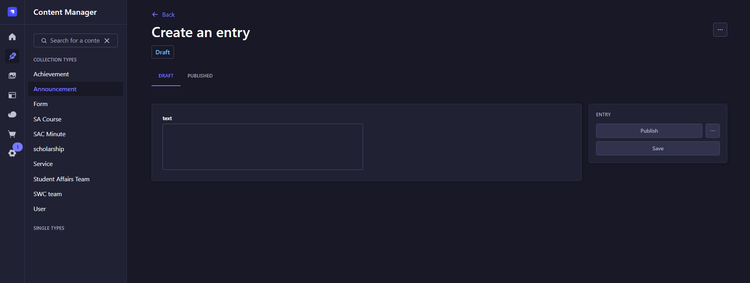 Content Manager
Search for a conte
COLLECTION TYPES
Achievement
Announcement
Form
SA Course
SAC Minute
scholarship
Service
Student Affairs Team
SWC team
User
SINGLE TYPES
1
Back
Create an entry
Draft
DRAFT
PUBLISHED
text
ENTRY
Publish
Save